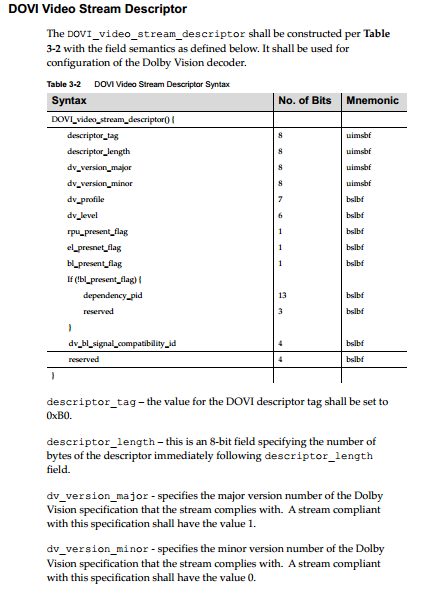 DOVI Video Stream Descriptor
The DOVI_video_stream_descriptor shall be constructed per Table
3-2 with the field semantics as defined below. It shall be used for
configuration of the Dolby Vision decoder.
Table 3-2 DOVI Video Stream Descriptor Syntax
Syntax No. of Bits Mnemonic
DOVI_video_stream_descriptor() {
descriptor_tag 8 uimsbf
descriptor_length 8 uimsbf
dv_version_major 8 uimsbf
dv_version_minor 8 uimsbf
dv_profile 7 bslbf
dv_level 6 bslbf
rpu_present_flag 1 bslbf
el_presnet_flag 1 bslbf
bl_present_flag 1 bslbf
If (!bl_present_flag) {
dependency_pid 13 bslbf
reserved 3 bslbf
}
dv_bl_signal_compatibility_id 4 bslbf
reserved 4 bslbf
}
descriptor_tag – the value for the DOVI descriptor tag shall be set to
0xB0.
descriptor_length – this is an 8-bit field specifying the number of
bytes of the descriptor immediately following descriptor_length
field.
dv_version_major - specifies the major version number of the Dolby
Vision specification that the stream complies with. A stream compliant
with this specification shall have the value 1.
dv_version_minor - specifies the minor version number of the Dolby
Vision specification that the stream complies with. A stream compliant
with this specification shall have the value 0.